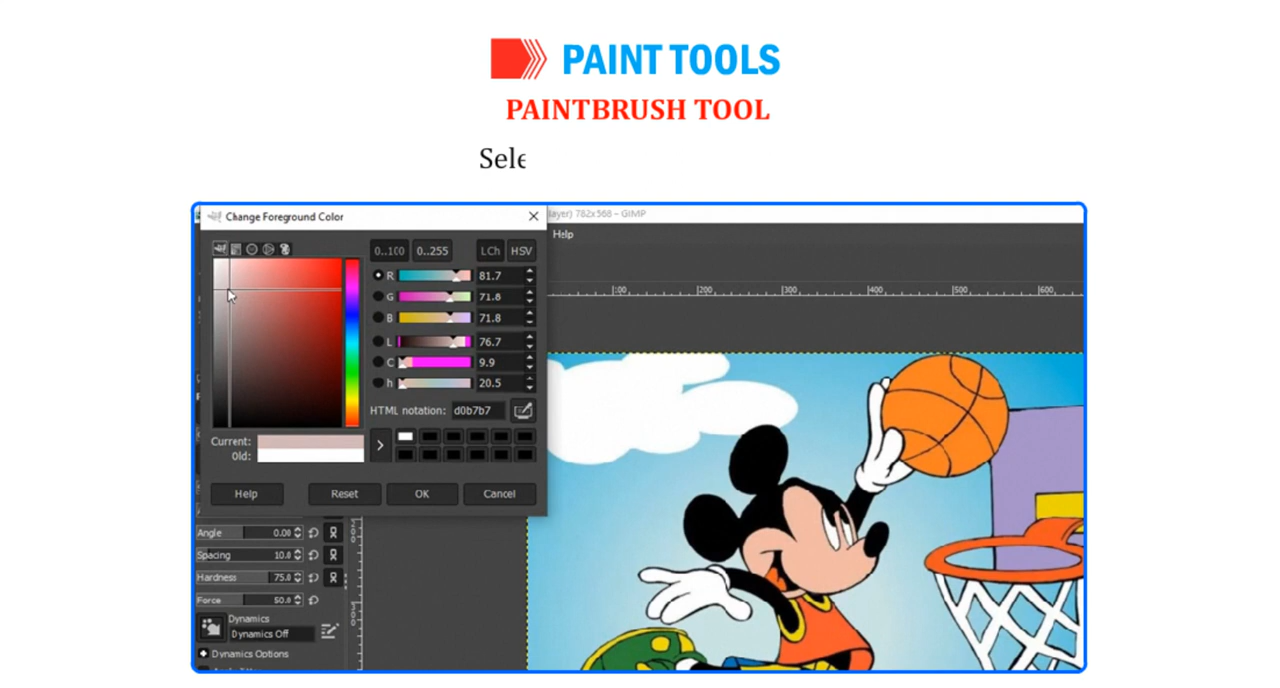 PAINT TOOLS
PAINTBRUSH TOOL
Sele
Change Foreground Color
layer) 782x568 – GIMP
Help
0..100 0..255 LCh HSV
R 81.7
G 71.8
B 71.8
L 76.7
C 9.9
h 20.5
HTML notation: d0b7b7
Current:
Old:
Help Reset OK Cancel
100 200 300 400 500 600
Angle 0.00
Spacing 10.0
Hardness 75.0
Force 50.0
Dynamics
Dynamics Off
Dynamics Options